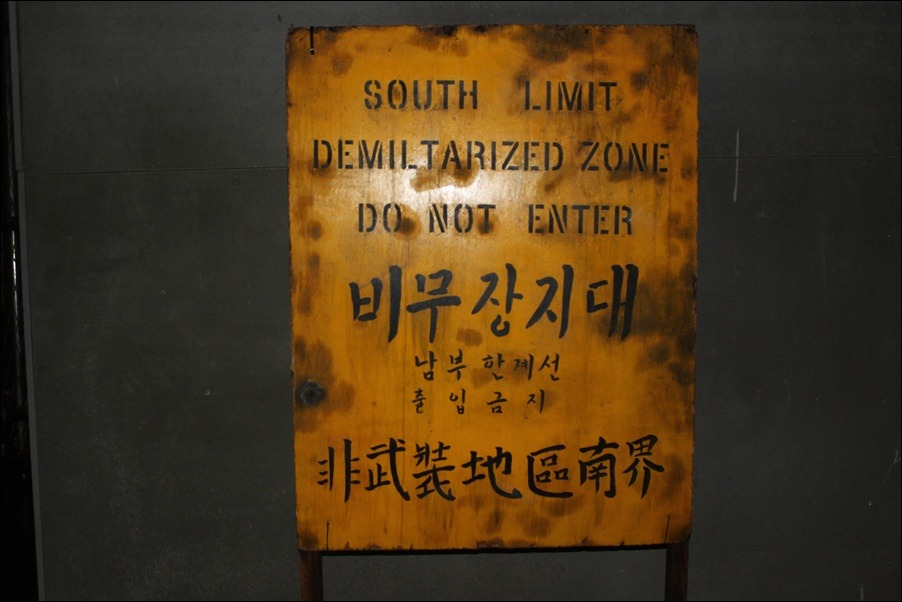 SOUTH LIMIT
DEMILTARIZED ZONE
DO NOT ENTER
비무장지대
남부한계선
출입금지
非武裝地區南界